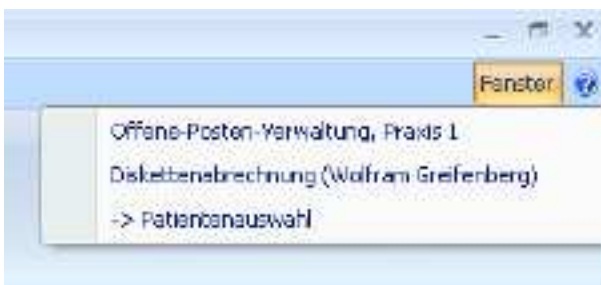 Fenster
Offene-Posten-Verwaltung, Praxis 1
Diskettenabrechnung (Wolfram Greifenberg)
-> Patientenauswahl